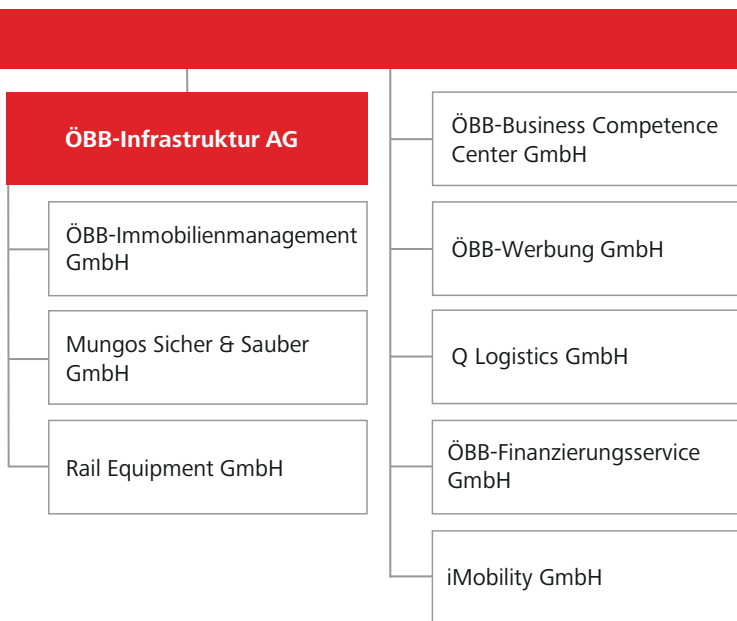 ÖBB-Infrastruktur AG
ÖBB-Immobilienmanagement
GmbH
Mungos Sicher & Sauber
GmbH
Rail Equipment GmbH
ÖBB-Business Competence
Center GmbH
ÖBB-Werbung GmbH
Q Logistics GmbH
ÖBB-Finanzierungsservice
GmbH
iMobility GmbH